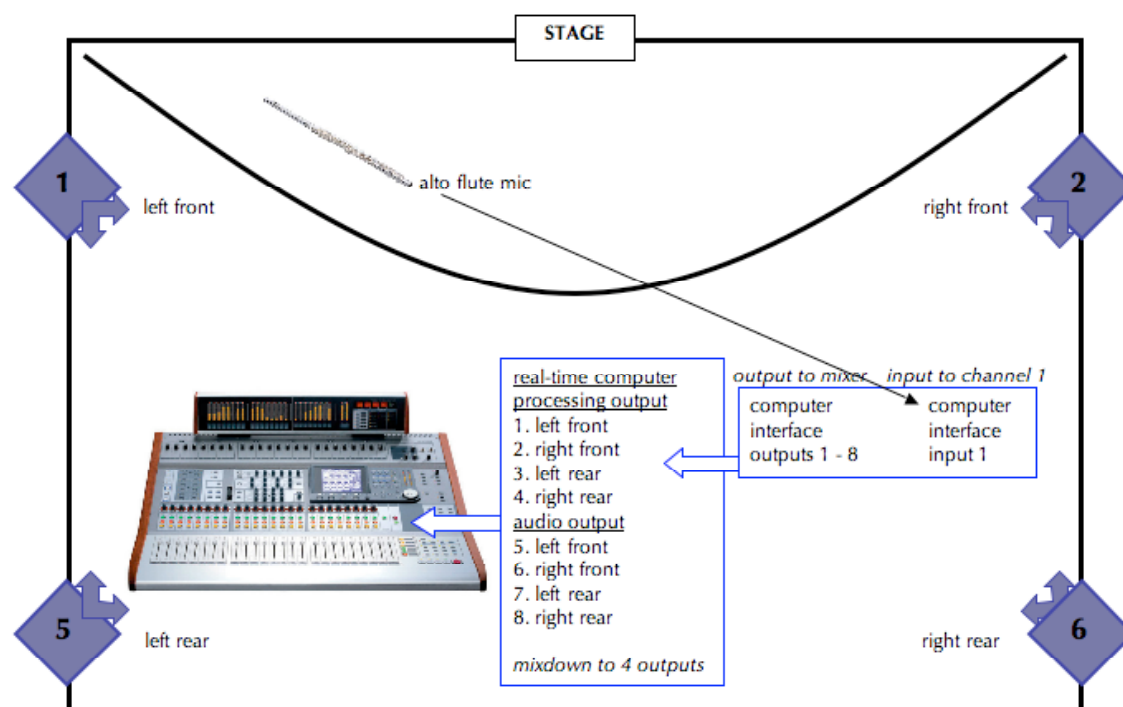 STAGE
1
2
alto flute mic
left front
right front
output to mixer
input to channel 1
real-time computer
processing output
1. left front
2. right front
3. left rear
4. right rear
audio output
5. left front
6. right front
7. left rear
8. right rear
mixdown to 4 outputs
computer
interface
outputs 1 - 8
computer
interface
input 1
5
left rear
6
right rear